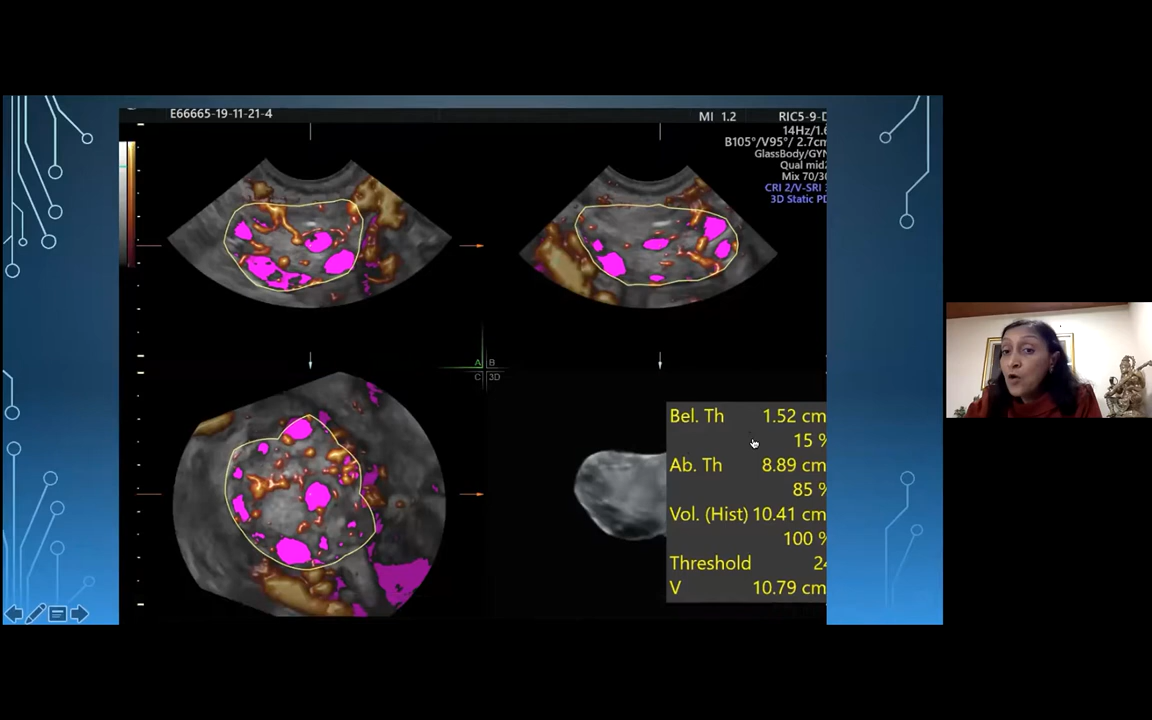 E66665-19-11-21-4
MI 1.2
RIC5-9-D
14Hz/1.6
B105°/V95°/ 2.7cm
GlassBody/GYN
Qual mid2
Mix 70/30
CRI 2/V-SRI 3
3D Static PD
A B
C 3D
Bel. Th 1.52 cm
15 %
Ab. Th 8.89 cm
85 %
Vol. (Hist) 10.41 cm
100 %
Threshold 24
V 10.79 cm